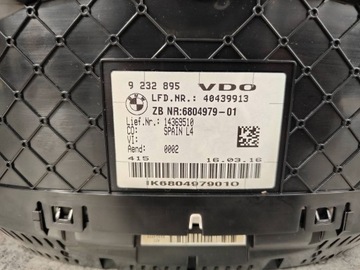 9 232 895 VDO
LFD.NR.: 40439913
ZB NR:6804979-01
Lief.Nr.: 14369510
CO: SPAIN L4
VI:
Aend: 0002
415 16.03.16
K6804979010